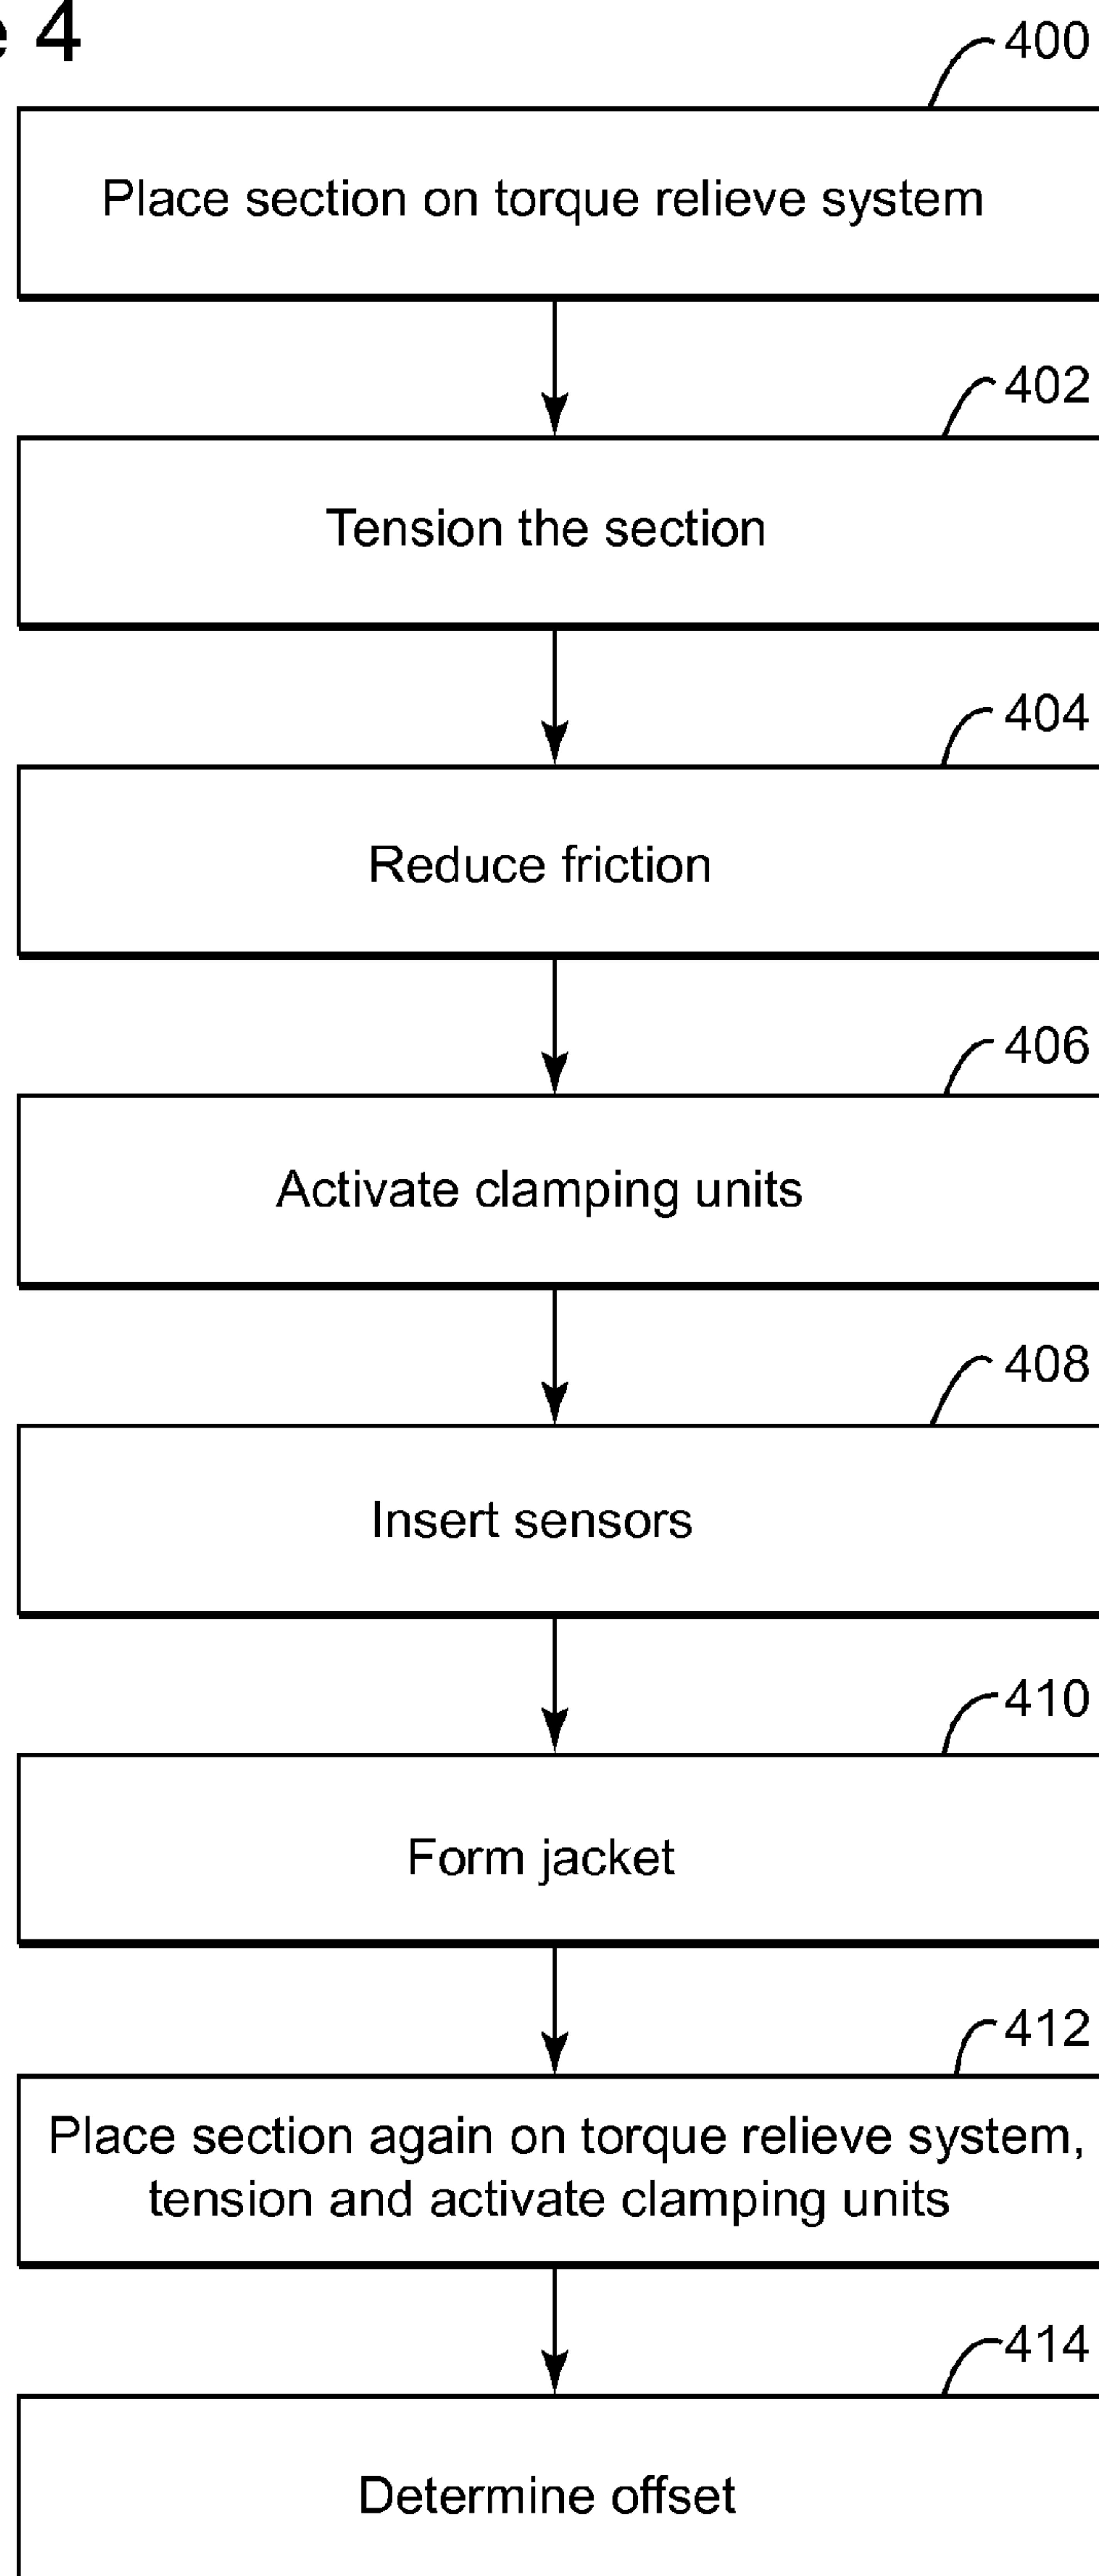 e 4
400
Place section on torque relieve system
402
Tension the section
404
Reduce friction
406
Activate clamping units
408
Insert sensors
410
Form jacket
412
Place section again on torque relieve system,
tension and activate clamping units
414
Determine offset